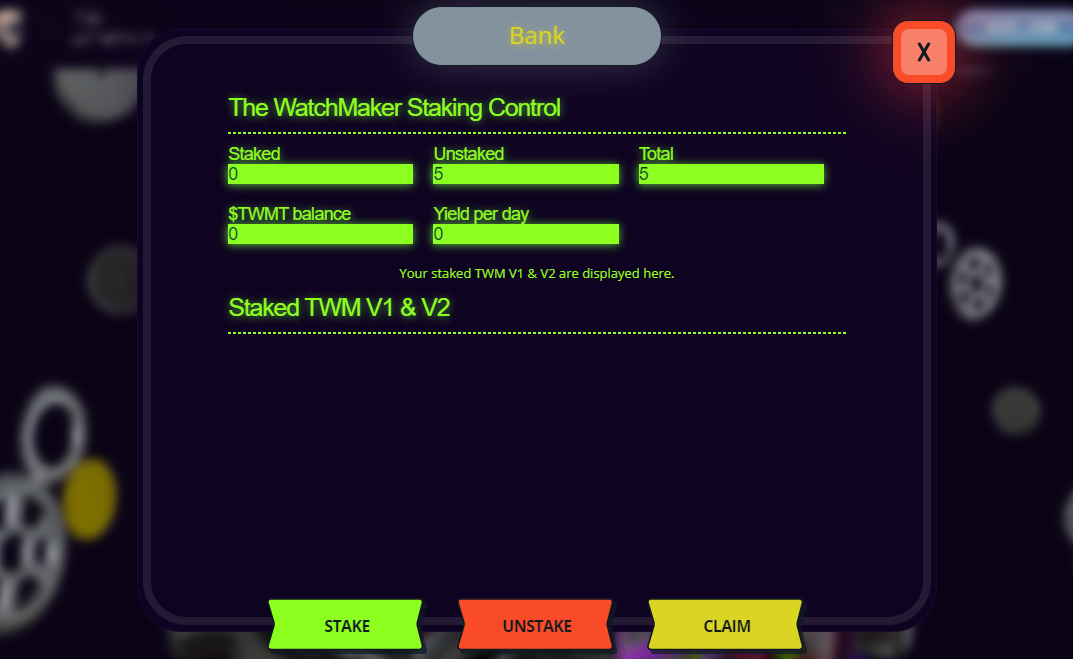 Bank
X
The WatchMaker Staking Control
Staked Unstaked Total
0 5 5
$TWMT balance Yield per day
0 0
Your staked TWM V1 & V2 are displayed here.
Staked TWM V1 & V2
STAKE UNSTAKE CLAIM